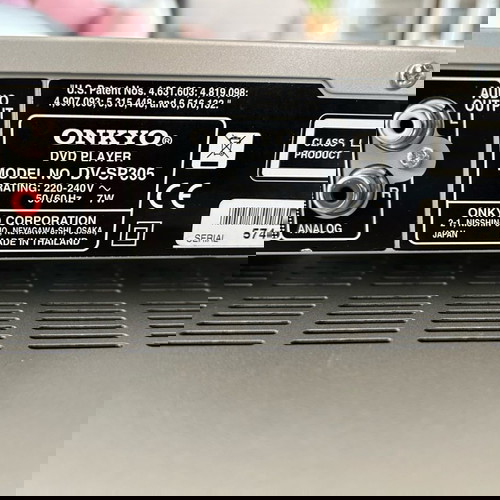 U.S. Patent Nos. 4,631,603; 4,819,098;
4,907,093; 5,315,448; and 6,516,132."
OUTPUT
ONKYO®
DVD PLAYER
MODEL NO. DV-SP305
RATING: 220-240V ~
50/60Hz 7W
CORPORATION
NEYAGAWA-SHI, OSAKA
JAPAN
MADE IN THAILAND
CLASS 1
PRODUCT
CE
SERIAL
ANALOG